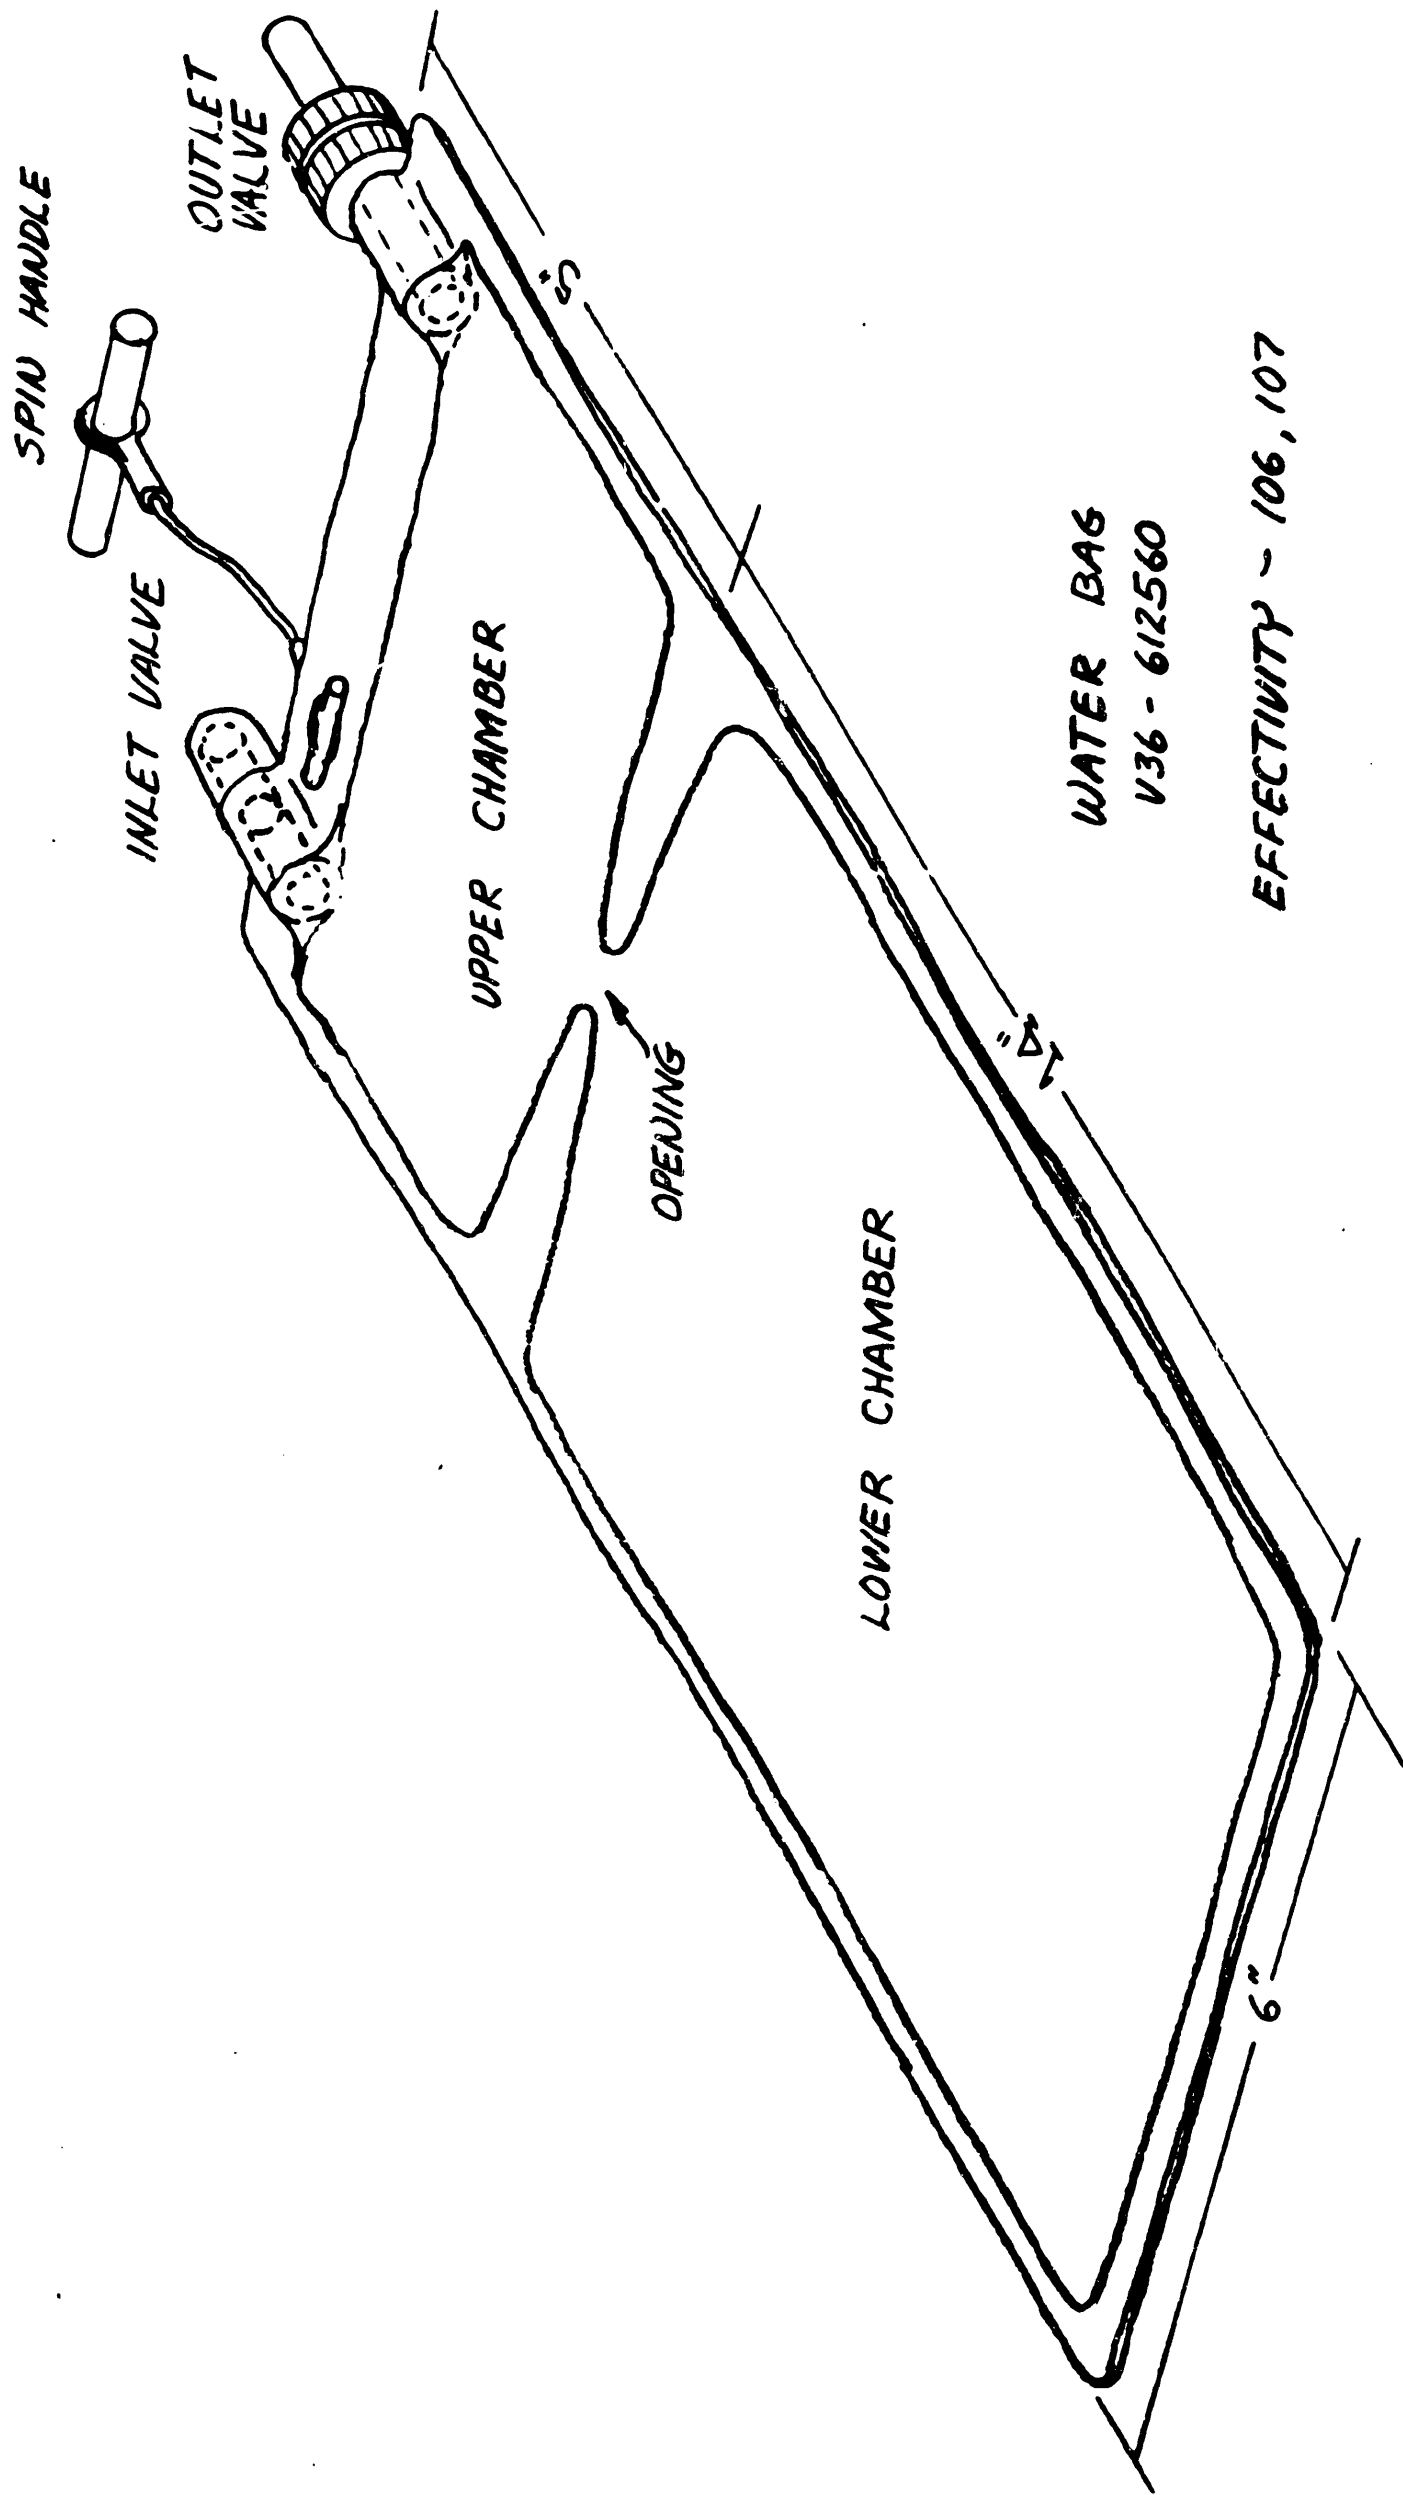 SPIN HANDLE
OUTLET
VALVE
INLET VALVE
UPPER CHAMBER
5"
OPENING
LOWER CHAMBER
14"
6"
WATER BAG
V36-612560
EFFECTIVITY - 106, 107